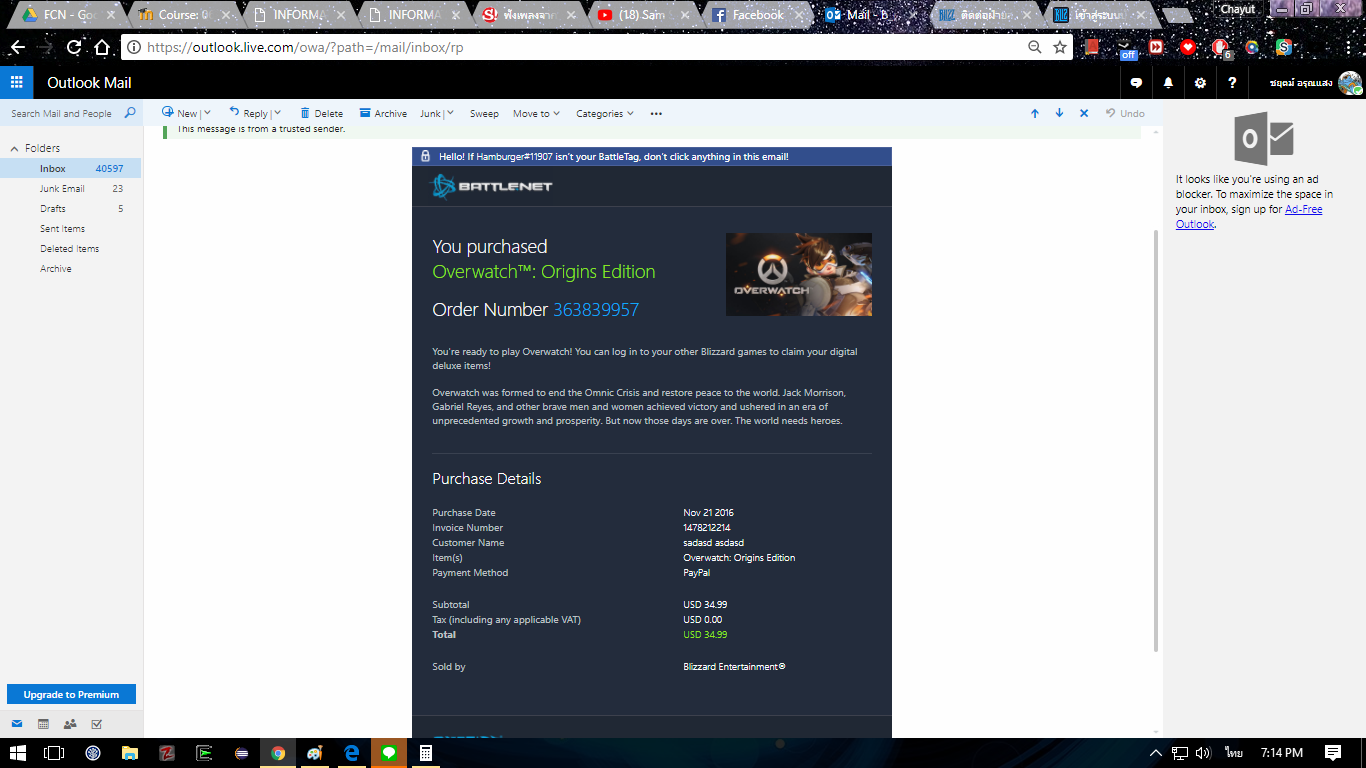 FCN - Goo
Course: 0
INFORMA
INFORMA
ฟังเพลงจาก
(18) Sam
Facebook
Mail - B
ติดต่อฝ่าย
เข้าสู่ระบบ
Chayut
https://outlook.live.com/owa/?path=/mail/inbox/rp
off
6
Outlook Mail
ชยุตม์ อรุณแสง
Search Mail and People
New
Reply
Delete
Archive
Junk
Sweep
Move to
Categories
Undo
This message is from a trusted sender.
Folders
Inbox 40597
Junk Email 23
Drafts 5
Sent Items
Deleted Items
Archive
Upgrade to Premium
Hello! If Hamburger#11907 isn't your BattleTag, don't click anything in this email!
BATTLENET
You purchased
Overwatch™: Origins Edition
Order Number 363839957
OVERWATCH
You're ready to play Overwatch! You can log in to your other Blizzard games to claim your digital
deluxe items!
Overwatch was formed to end the Omnic Crisis and restore peace to the world. Jack Morrison,
Gabriel Reyes, and other brave men and women achieved victory and ushered in an era of
unprecedented growth and prosperity. But now those days are over. The world needs heroes.
Purchase Details
Purchase Date Nov 21 2016
Invoice Number 1478212214
Customer Name sadasd asdasd
Item(s) Overwatch: Origins Edition
Payment Method PayPal
Subtotal USD 34.99
Tax (including any applicable VAT) USD 0.00
Total USD 34.99
Sold by Blizzard Entertainment®
It looks like you're using an ad
blocker. To maximize the space in
your inbox, sign up for Ad-Free
Outlook.
ไทย
7:14 PM